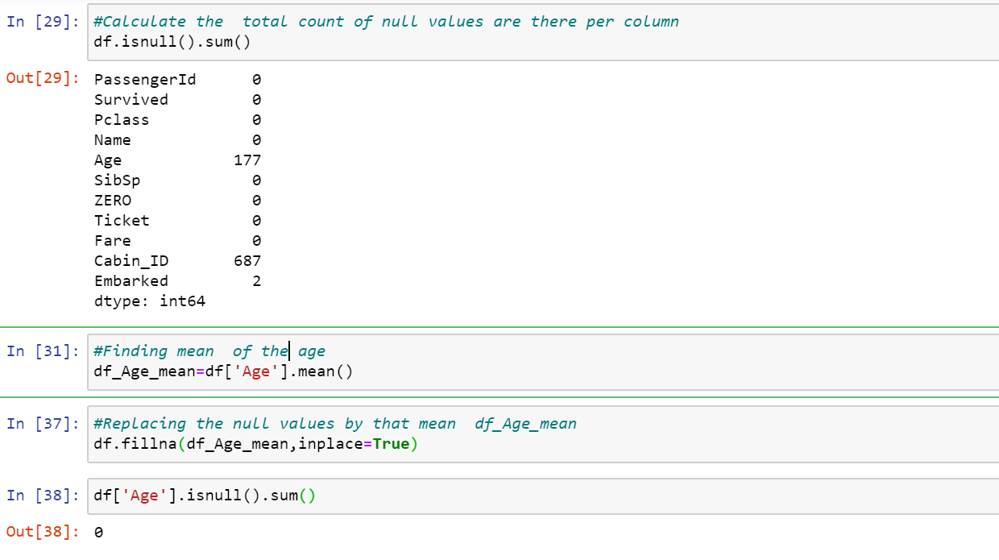 In [29]: #Calculate the  total count of null values are there per column
df.isnull().sum()
Out[29]: PassengerId      0
Survived         0
Pclass           0
Name             0
Age            177
SibSp            0
ZERO             0
Ticket           0
Fare             0
Cabin_ID       687
Embarked         2
dtype: int64
In [31]: #Finding mean  of the age
df_Age_mean=df['Age'].mean()
In [37]: #Replacing the null values by that mean  df_Age_mean
df.fillna(df_Age_mean,inplace=True)
In [38]: df['Age'].isnull().sum()
Out[38]: 0